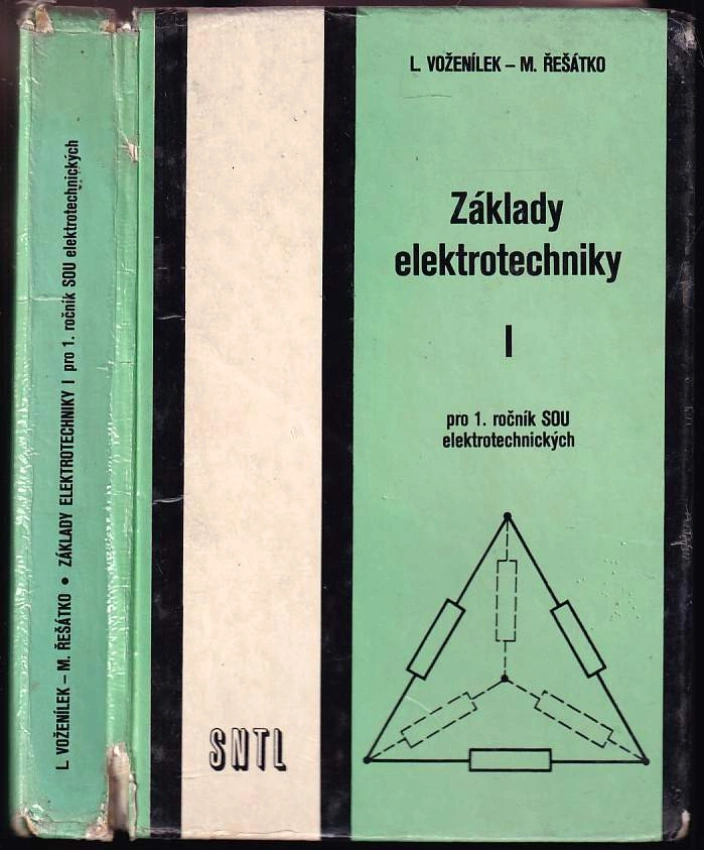 L. VOŽENÍLEK – M. ŘEŠÁTKO • ZÁKLADY ELEKTROTECHNIKY I pro 1. ročník SOU elektrotechnických
L. VOŽENÍLEK – M. ŘEŠÁTKO
Základy
elektrotechniky
I
pro 1. ročník SOU
elektrotechnických
SNTL